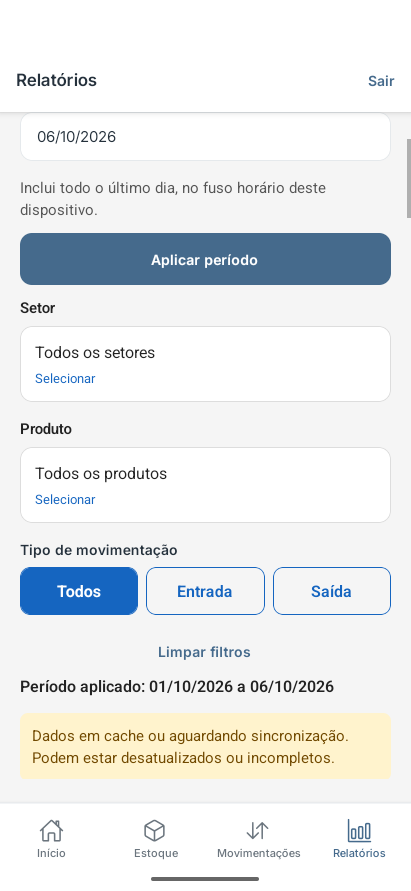 Relatórios
Sair
06/10/2026
Inclui todo o último dia, no fuso horário deste
dispositivo.
Aplicar período
Setor
Todos os setores
Selecionar
Produto
Todos os produtos
Selecionar
Tipo de movimentação
Todos
Entrada
Saída
Limpar filtros
Período aplicado: 01/10/2026 a 06/10/2026
Dados em cache ou aguardando sincronização.
Podem estar desatualizados ou incompletos.
Início
Estoque
Movimentações
Relatórios